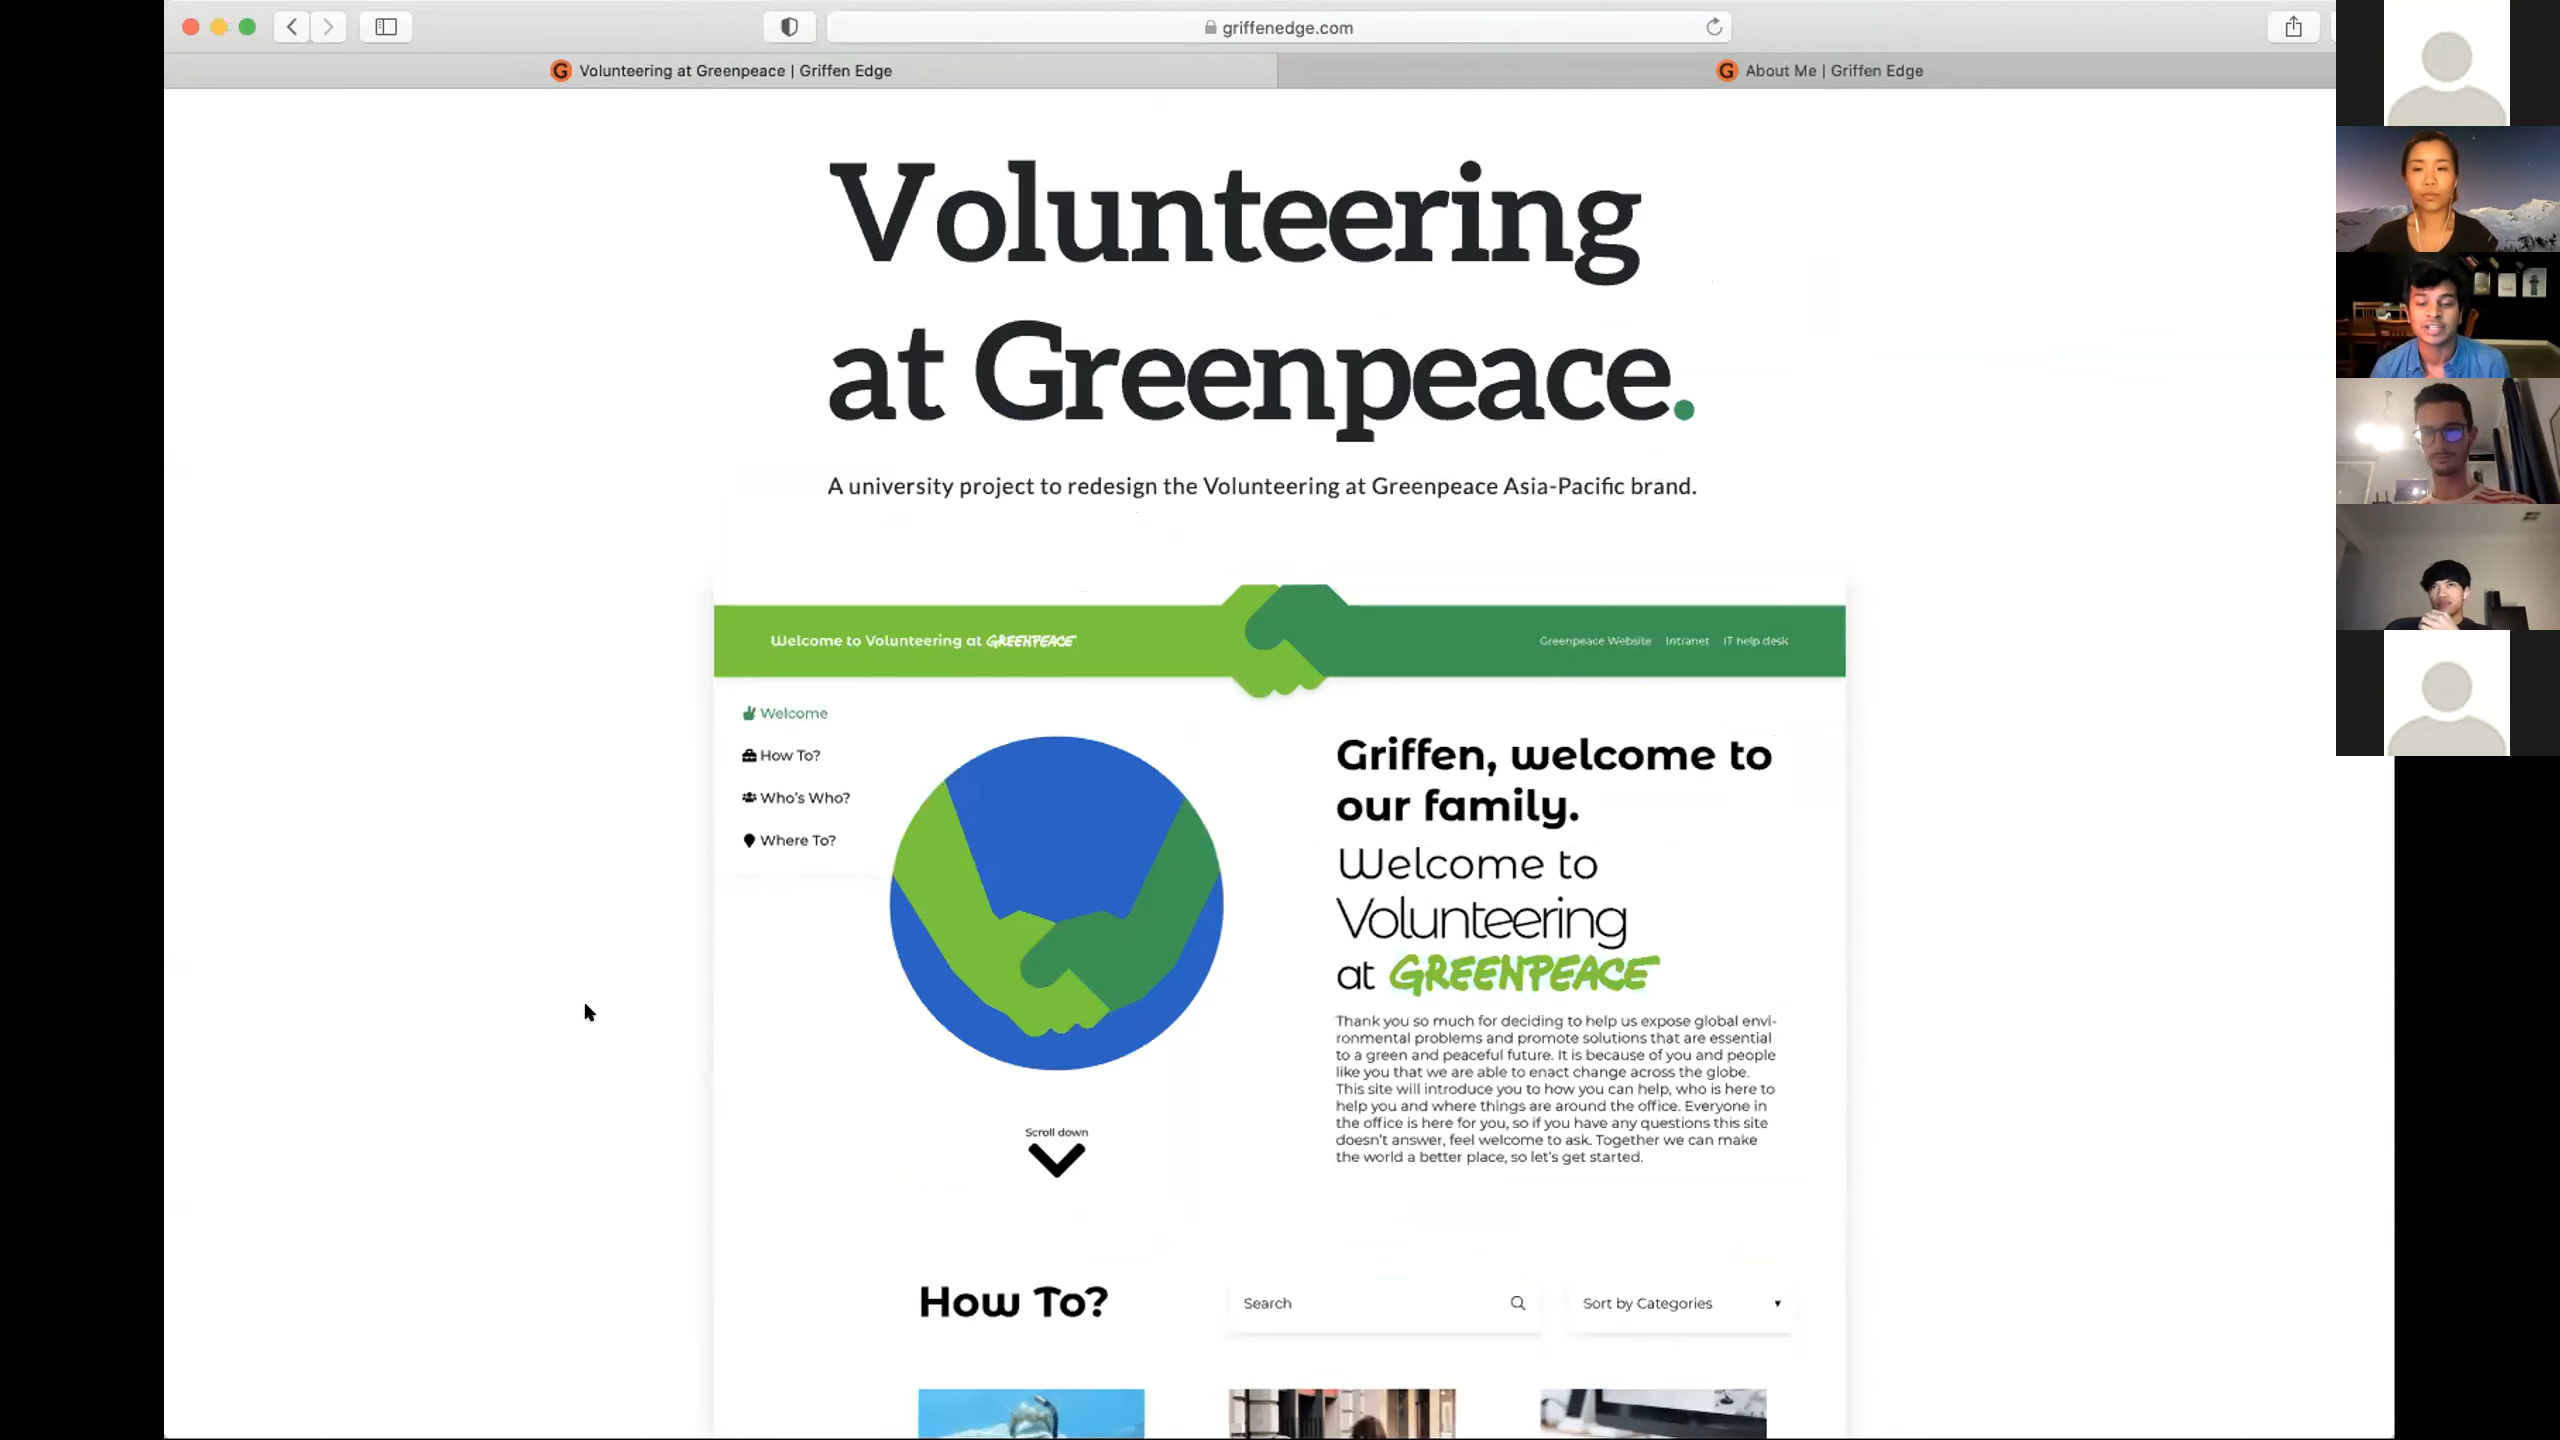 griffenedge.com
G Volunteering at Greenpeace | Griffen Edge
G About Me | Griffen Edge
Volunteering
at Greenpeace.
A university project to redesign the Volunteering at Greenpeace Asia-Pacific brand.
Welcome to Volunteering at GREENPEACE
Greenpeace Website Intranet IT help desk
Welcome
How To?
Who's Who?
Where To?
Griffen, welcome to
our family.
Welcome to
Volunteering
at GREENPEACE
Thank you so much for deciding to help us expose global envi-
ronmental problems and promote solutions that are essential
to a green and peaceful future. It is because of you and people
like you that we are able to enact change across the globe.
This site will introduce you to how you can help, who is here to
help you and where things are around the office. Everyone in
the office is here for you, so if you have any questions this site
doesn't answer, feel welcome to ask. Together we can make
the world a better place, so let's get started.
Scroll down
How To?
Search
Sort by Categories